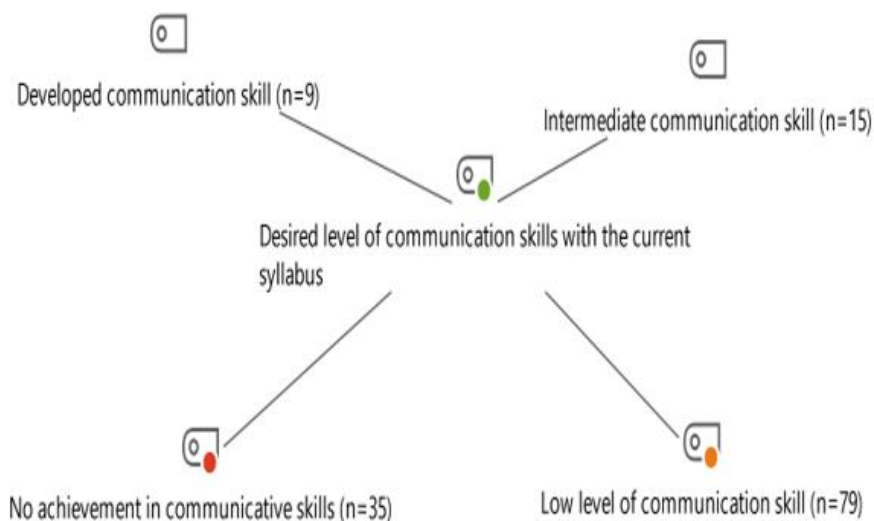 Developed communication skill (n=9)
Intermediate communication skill (n=15)
Desired level of communication skills with the current
syllabus
No achievement in communicative skills (n=35)
Low level of communication skill (n=79)